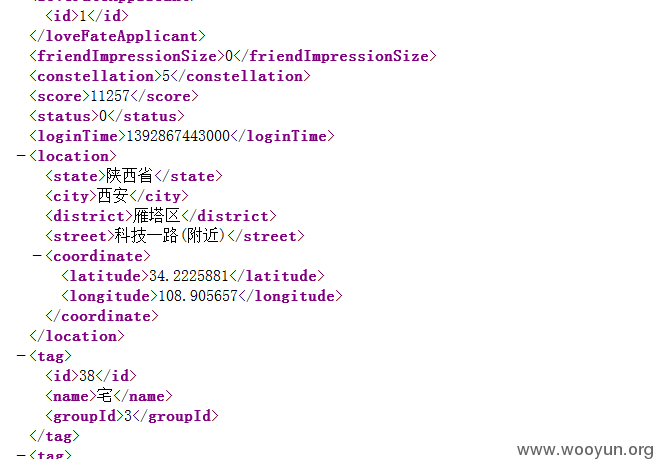 <id>1</id>
</loveFateApplicant>
<friendImpressionSize>0</friendImpressionSize>
<constellation>5</constellation>
<score>11257</score>
<status>0</status>
<loginTime>1392867443000</loginTime>
−<location>
<state>陕西省</state>
<city>西安</city>
<district>雁塔区</district>
<street>科技一路(附近)</street>
−<coordinate>
<latitude>34.2225881</latitude>
<longitude>108.905657</longitude>
</coordinate>
</location>
−<tag>
<id>38</id>
<name>宅</name>
<groupId>3</groupId>
</tag>
−<tag>
www.wooyun.org